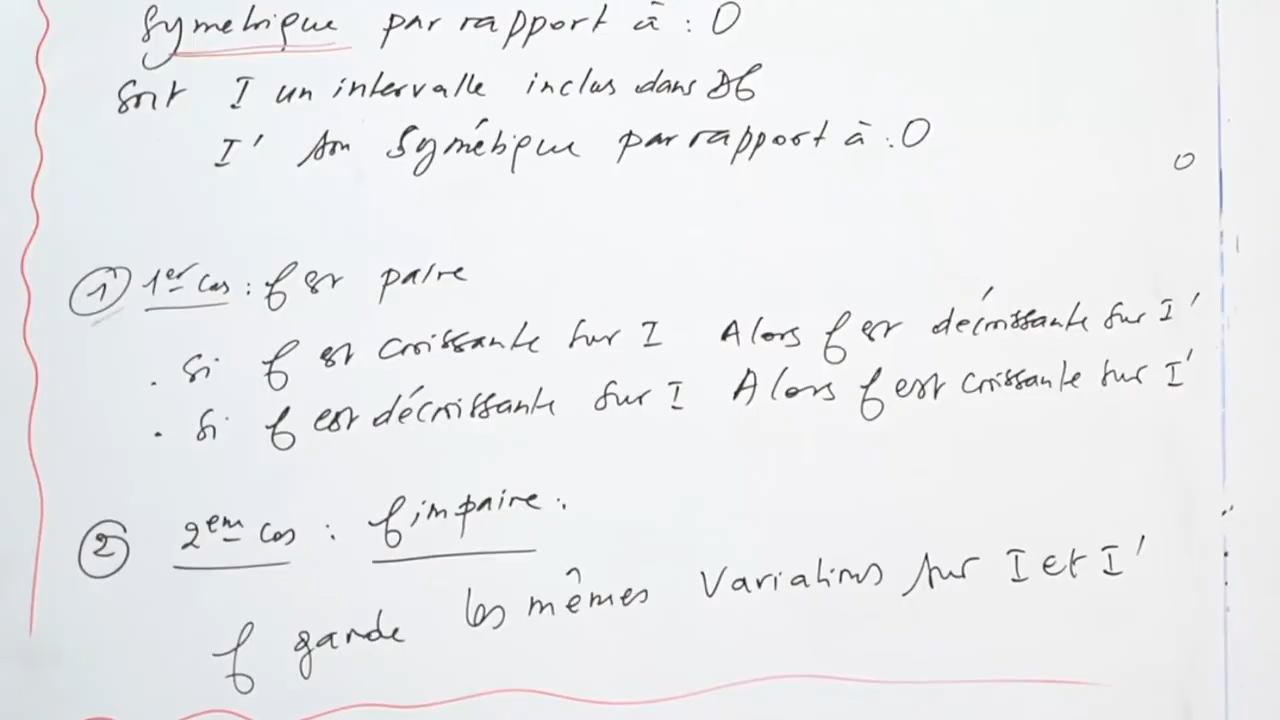 Symetrique par rapport à : O
Soit I un intervalle inclus dans Df
I' son Symétrique par rapport à : O
① 1er Cas : f est paire
. Si f est croissante sur I Alors f est décroissante sur I'
. Si f est décroissante sur I Alors f est croissante sur I'
② 2em Cas : f impaire :
f garde les mêmes variations sur I et I'